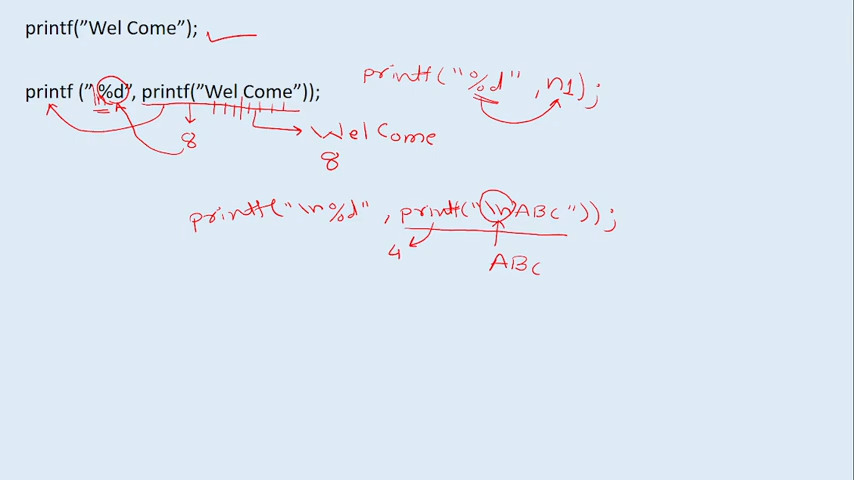 printf(”Wel Come”);
printf("%d" , n1);
printf (” \n %d”, printf(”Wel Come”));
8
Wel Come
8
printf("\n%d" , printf("\nABC"));
4
ABC